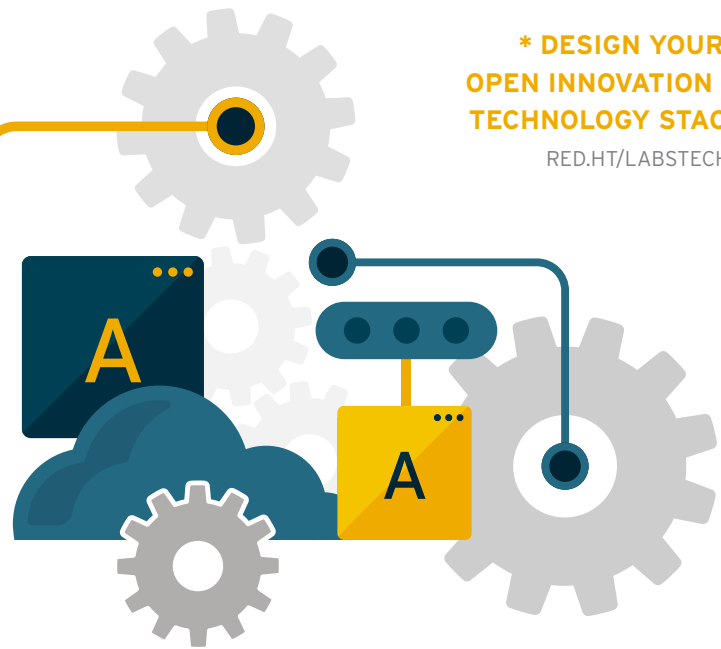 * DESIGN YOUR
OPEN INNOVATION
TECHNOLOGY STAC
RED.HT/LABSTECH
A
A